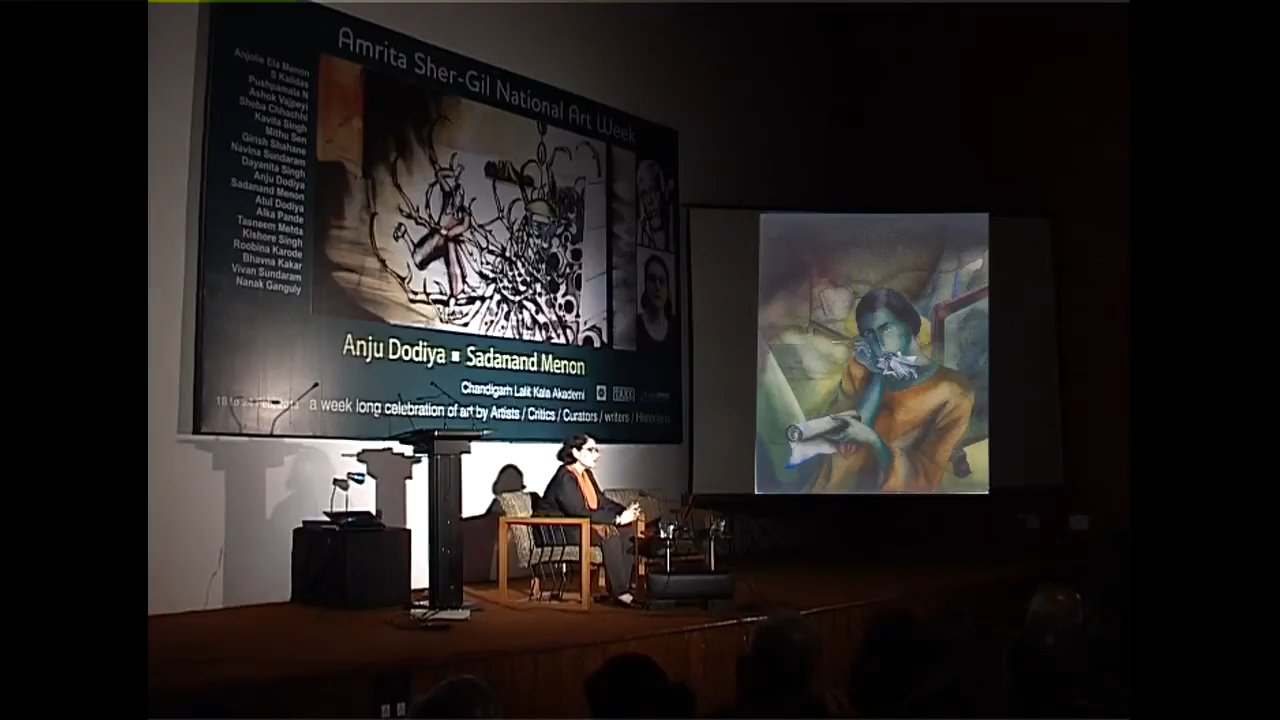 Amrita Sher-Gil National Art Week
Anjolie Ela Menon
S Kalidas
Pushpamala N
Ashok Vajpeyi
Sheba Chhachhi
Kavita Singh
Mithu Sen
Girish Shahane
Navina Sundaram
Dayanita Singh
Anju Dodiya
Sadanand Menon
Atul Dodiya
Alka Pande
Tasneem Mehta
Kishore Singh
Roobina Karode
Bhavna Kakar
Vivan Sundaram
Nanak Ganguly
Anju Dodiya ▪ Sadanand Menon
Chandigarh Lalit Kala Akademi
TAKE
a week long celebration of art by Artists / Critics / Curators / writers / Historians